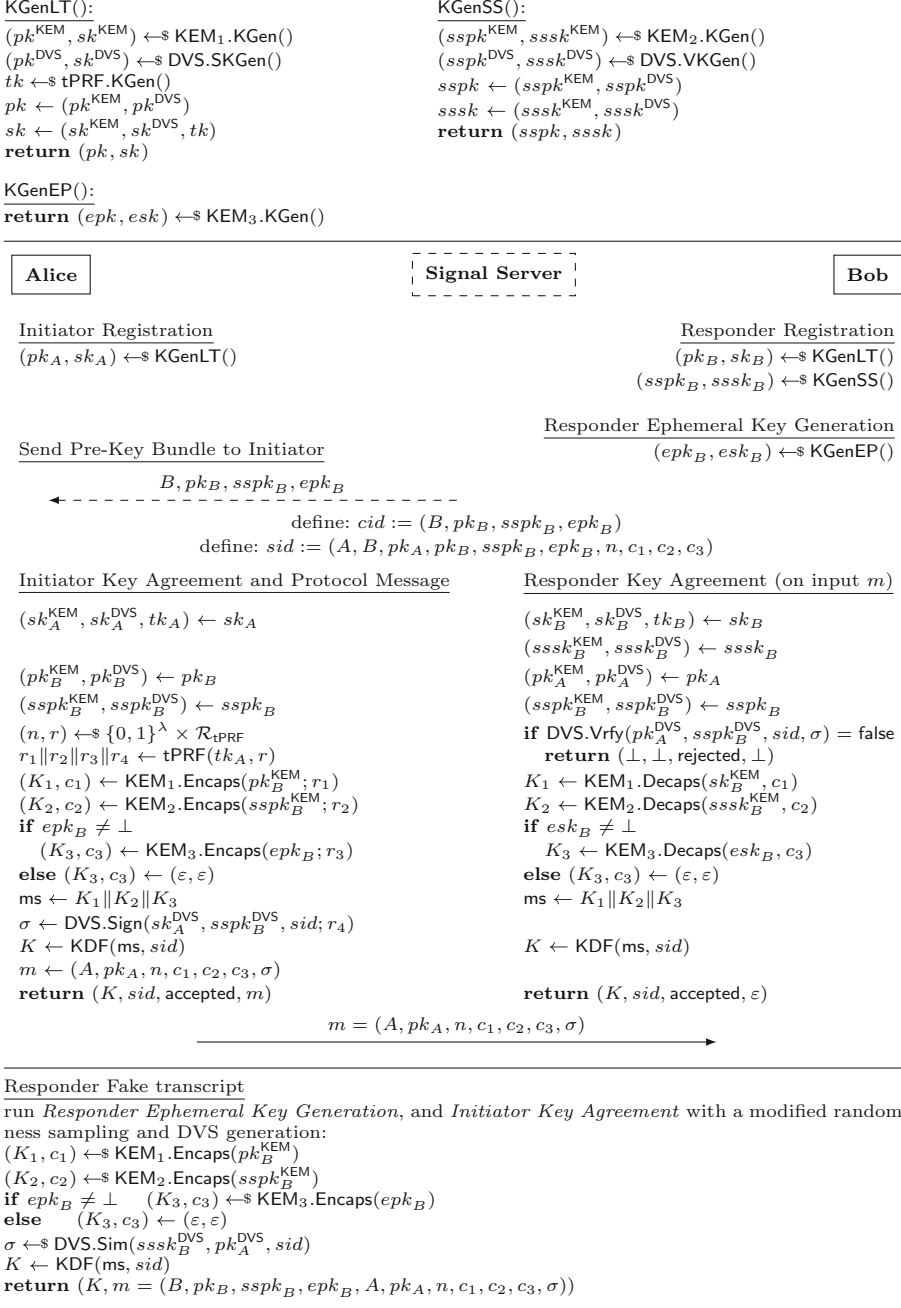 KGenLT():
(pk^KEM, sk^KEM) ←$ KEM₁.KGen()
(pk^DVS, sk^DVS) ←$ DVS.SKGen()
tk ←$ tPRF.KGen()
pk ← (pk^KEM, pk^DVS)
sk ← (sk^KEM, sk^DVS, tk)
return (pk, sk)
KGenSS():
(sspk^KEM, sssk^KEM) ←$ KEM₂.KGen()
(sspk^DVS, sssk^DVS) ←$ DVS.VKGen()
sspk ← (sspk^KEM, sspk^DVS)
sssk ← (sssk^KEM, sssk^DVS)
return (sspk, sssk)
KGenEP():
return (epk, esk) ←$ KEM₃.KGen()
Alice
Signal Server
Bob
Initiator Registration
(pk_A, sk_A) ←$ KGenLT()
Responder Registration
(pk_B, sk_B) ←$ KGenLT()
(sspk_B, sssk_B) ←$ KGenSS()
Responder Ephemeral Key Generation
(epk_B, esk_B) ←$ KGenEP()
Send Pre-Key Bundle to Initiator
B, pk_B, sspk_B, epk_B
define: cid := (B, pk_B, sspk_B, epk_B)
define: sid := (A, B, pk_A, pk_B, sspk_B, epk_B, n, c₁, c₂, c₃)
Initiator Key Agreement and Protocol Message
(sk_A^KEM, sk_A^DVS, tk_A) ← sk_A
(pk_B^KEM, pk_B^DVS) ← pk_B
(sspk_B^KEM, sspk_B^DVS) ← sspk_B
(n, r) ←$ {0, 1}^λ × R_tPRF
r₁‖r₂‖r₃‖r₄ ← tPRF(tk_A, r)
(K₁, c₁) ← KEM₁.Encaps(pk_B^KEM; r₁)
(K₂, c₂) ← KEM₂.Encaps(sspk_B^KEM; r₂)
if epk_B ≠ ⊥
(K₃, c₃) ← KEM₃.Encaps(epk_B; r₃)
else (K₃, c₃) ← (ε, ε)
ms ← K₁‖K₂‖K₃
σ ← DVS.Sign(sk_A^DVS, sspk_B^DVS, sid; r₄)
K ← KDF(ms, sid)
m ← (A, pk_A, n, c₁, c₂, c₃, σ)
return (K, sid, accepted, m)
Responder Key Agreement (on input m)
(sk_B^KEM, sk_B^DVS, tk_B) ← sk_B
(sssk_B^KEM, sssk_B^DVS) ← sssk_B
(pk_A^KEM, pk_A^DVS) ← pk_A
(sspk_B^KEM, sspk_B^DVS) ← sspk_B
if DVS.Vrfy(pk_A^DVS, sspk_B^DVS, sid, σ) = false
return (⊥, ⊥, rejected, ⊥)
K₁ ← KEM₁.Decaps(sk_B^KEM, c₁)
K₂ ← KEM₂.Decaps(sssk_B^KEM, c₂)
if esk_B ≠ ⊥
K₃ ← KEM₃.Decaps(esk_B, c₃)
else (K₃, c₃) ← (ε, ε)
ms ← K₁‖K₂‖K₃
K ← KDF(ms, sid)
return (K, sid, accepted, ε)
m = (A, pk_A, n, c₁, c₂, c₃, σ)
Responder Fake transcript
run Responder Ephemeral Key Generation, and Initiator Key Agreement with a modified random
ness sampling and DVS generation:
(K₁, c₁) ←$ KEM₁.Encaps(pk_B^KEM)
(K₂, c₂) ←$ KEM₂.Encaps(sspk_B^KEM)
if epk_B ≠ ⊥ (K₃, c₃) ←$ KEM₃.Encaps(epk_B)
else (K₃, c₃) ← (ε, ε)
σ ←$ DVS.Sim(sssk_B^DVS, pk_A^DVS, sid)
K ← KDF(ms, sid)
return (K, m = (B, pk_B, sspk_B, epk_B, A, pk_A, n, c₁, c₂, c₃, σ))